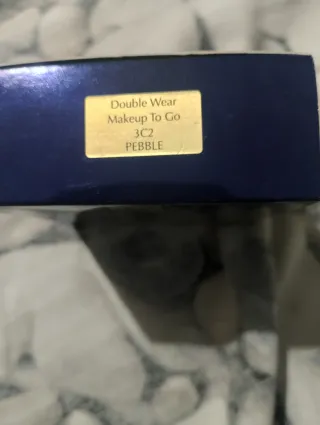 Double Wear
Makeup To Go
3C2
PEBBLE